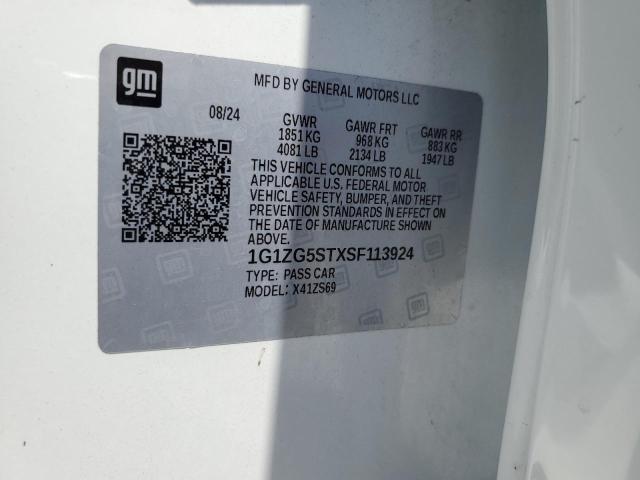 gm
MFD BY GENERAL MOTORS LLC
08/24 GVWR GAWR FRT GAWR RR
1851 KG 968 KG 883 KG
4081 LB 2134 LB 1947 LB
THIS VEHICLE CONFORMS TO ALL
APPLICABLE U.S. FEDERAL MOTOR
VEHICLE SAFETY, BUMPER, AND THEFT
PREVENTION STANDARDS IN EFFECT ON
THE DATE OF MANUFACTURE SHOWN
ABOVE.
1G1ZG5STXSF113924
TYPE: PASS CAR
MODEL: X41ZS69